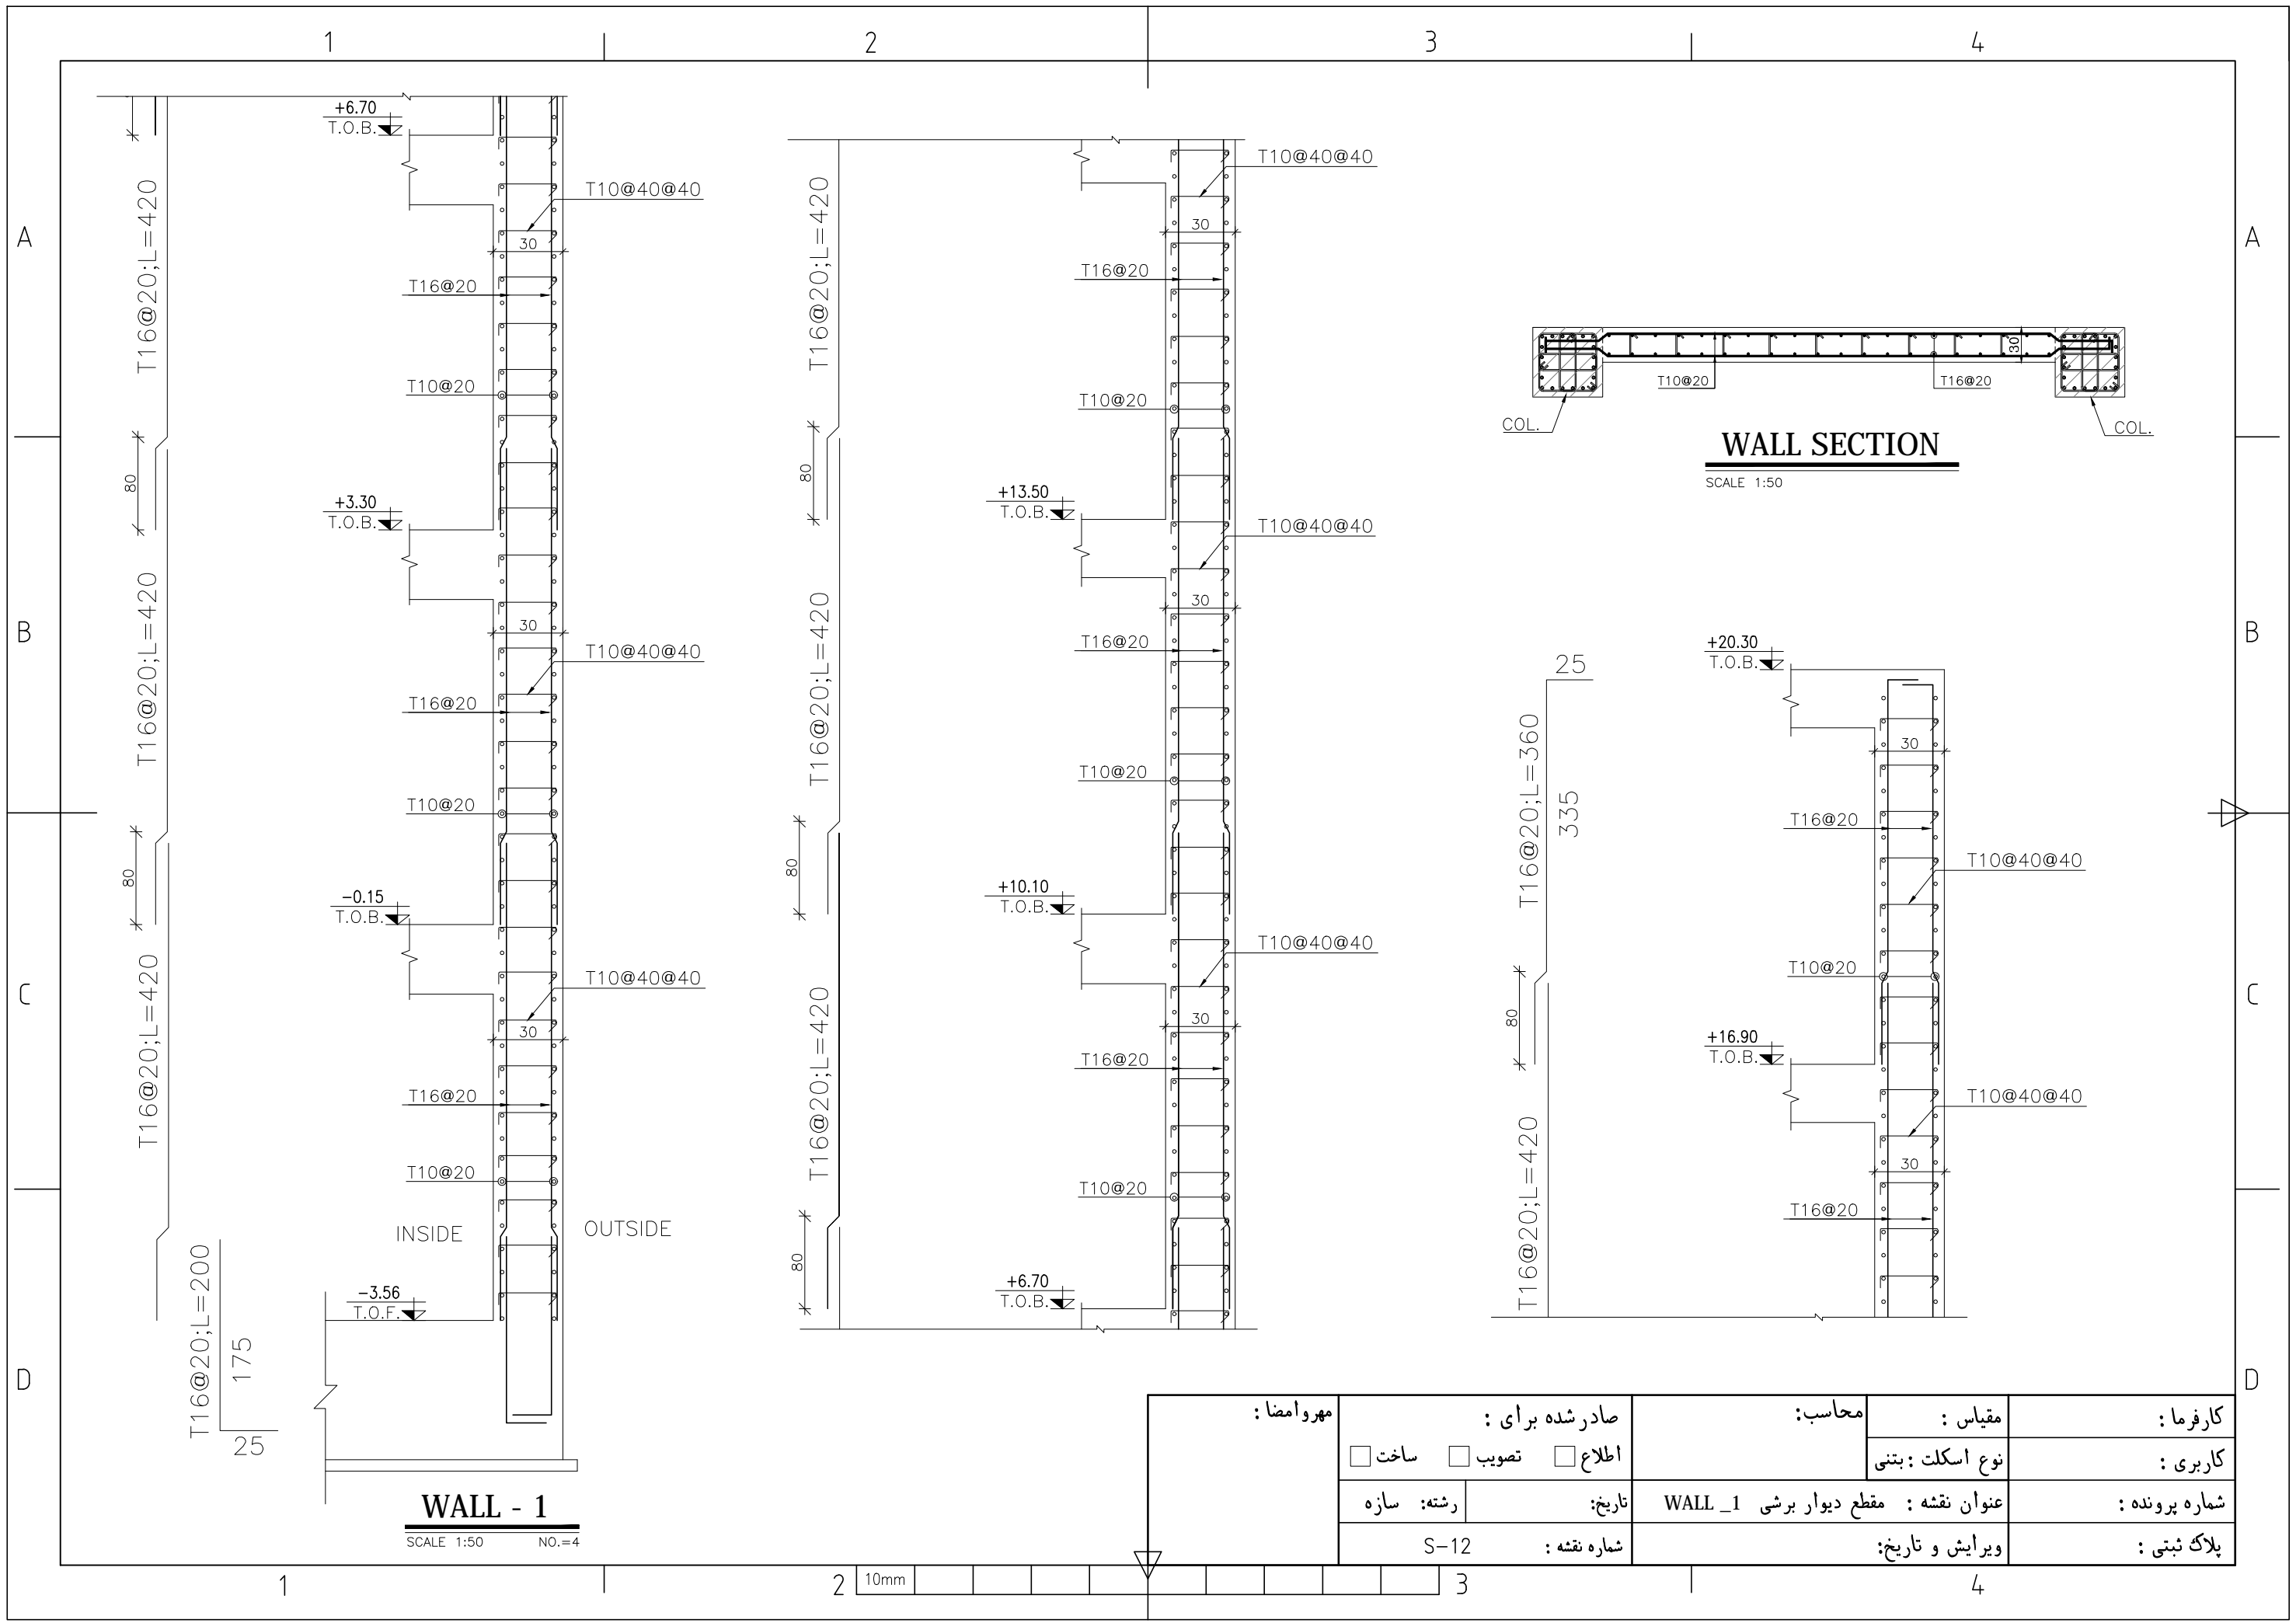 1
2
3
4
A
A
B
B
C
C
D
D
+6.70
T.O.B.
T16@20;L=420
T10@40@40
30
T16@20
T10@20
80
+3.30
T.O.B.
T16@20;L=420
30
T10@40@40
T16@20
T10@20
80
-0.15
T.O.B.
T16@20;L=420
T10@40@40
30
T16@20
T10@20
INSIDE
OUTSIDE
T16@20;L=200
175
25
-3.56
T.O.F.
WALL - 1
SCALE 1:50
NO.=4
T16@20;L=420
T10@40@40
30
T16@20
T10@20
80
+13.50
T.O.B.
T10@40@40
T16@20;L=420
30
T16@20
T10@20
80
+10.10
T.O.B.
T10@40@40
T16@20;L=420
30
T16@20
T10@20
80
+6.70
T.O.B.
30
T10@20
T16@20
COL.
COL.
WALL SECTION
SCALE 1:50
+20.30
T.O.B.
25
T16@20;L=360
335
30
T16@20
T10@40@40
T10@20
80
+16.90
T.O.B.
T10@40@40
T16@20;L=420
30
T16@20
کارفرما :
مقیاس :
محاسب:
صادر شده برای :
مهر و امضا :
اطلاع
تصویب
ساخت
کاربری :
نوع اسکلت : بتنی
شماره پرونده :
عنوان نقشه : مقطع دیوار برشی WALL _1
تاریخ:
رشته: سازه
پلاک ثبتی :
ویرایش و تاریخ:
شماره نقشه : S-12
1
2
10mm
3
4